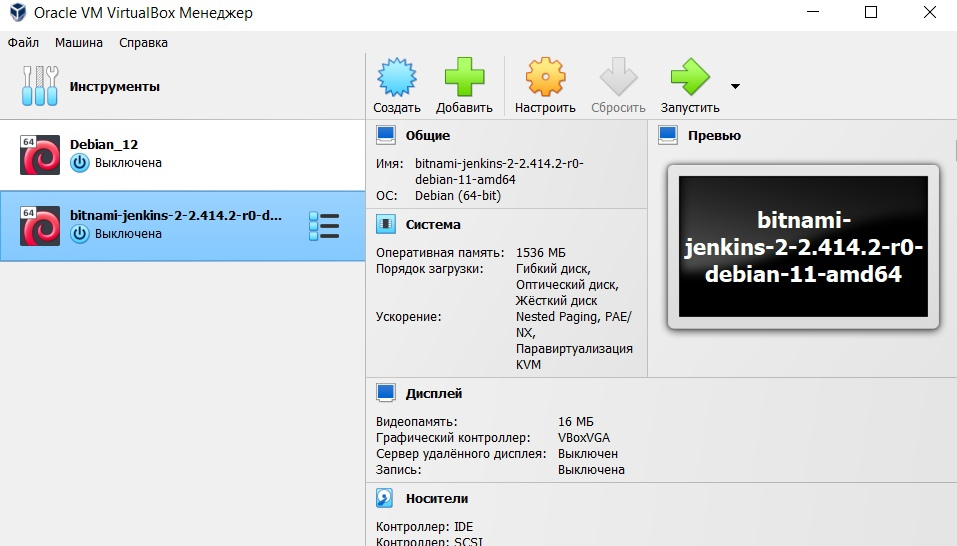 Oracle VM VirtualBox Менеджер
Файл Машина Справка
Инструменты
Создать Добавить Настроить Сбросить Запустить
64
Debian_12
Выключена
64
bitnami-jenkins-2-2.414.2-r0-d...
Выключена
Общие
Имя: bitnami-jenkins-2-2.414.2-r0-
debian-11-amd64
ОС: Debian (64-bit)
Система
Оперативная память: 1536 МБ
Порядок загрузки: Гибкий диск,
Оптический диск,
Жёсткий диск
Ускорение: Nested Paging, PAE/
NX,
Паравиртуализация
KVM
Превью
bitnami-
jenkins-2-2.414.2-r0-
debian-11-amd64
Дисплей
Видеопамять: 16 МБ
Графический контроллер: VBoxVGA
Сервер удалённого дисплея: Выключен
Запись: Выключена
Носители
Контроллер: IDE
Контроллер: SCSI